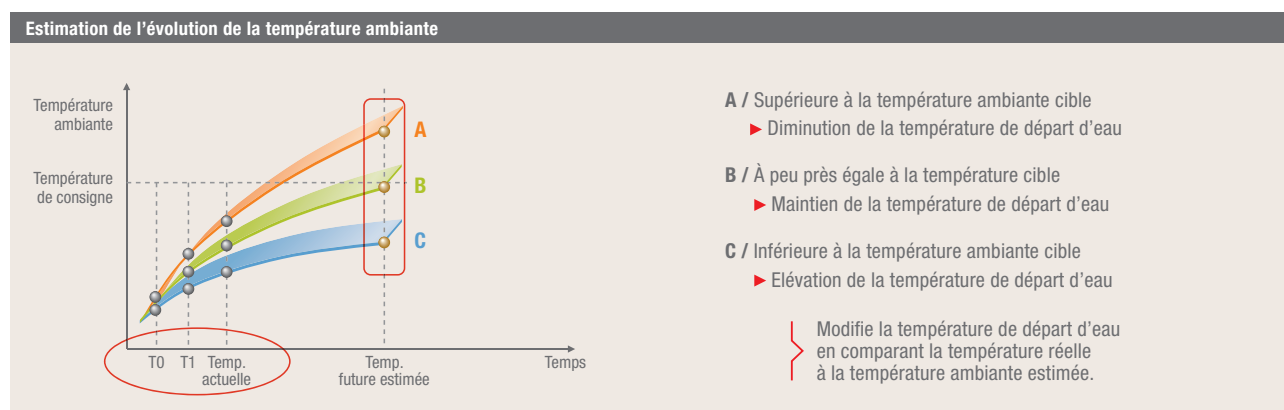 Estimation de l’évolution de la température ambiante
Température
ambiante
Température
de consigne
A
B
C
T0
T1
Temp.
actuelle
Temp.
future estimée
Temps
A / Supérieure à la température ambiante cible
Diminution de la température de départ d’eau
B / À peu près égale à la température cible
Maintien de la température de départ d’eau
C / Inférieure à la température ambiante cible
Elévation de la température de départ d’eau
Modifie la température de départ d’eau
en comparant la température réelle
à la température ambiante estimée.